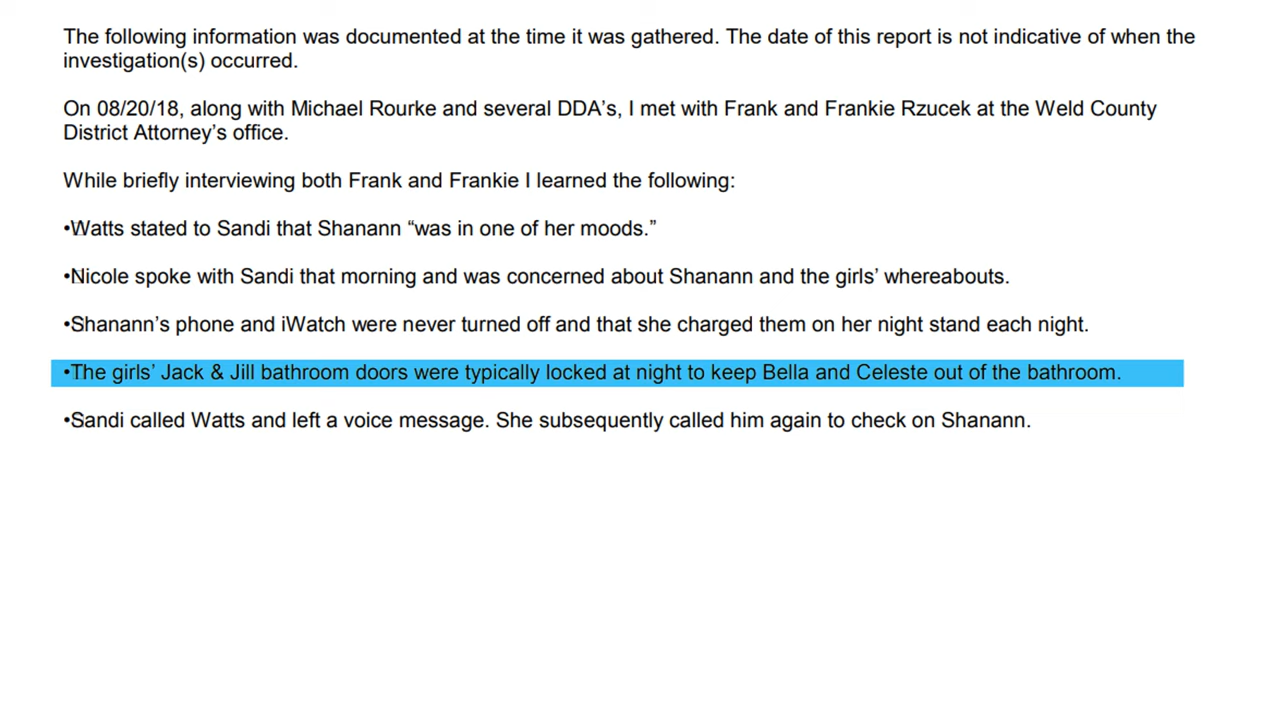 The following information was documented at the time it was gathered. The date of this report is not indicative of when the
investigation(s) occurred.
On 08/20/18, along with Michael Rourke and several DDA's, I met with Frank and Frankie Rzucek at the Weld County
District Attorney's office.
While briefly interviewing both Frank and Frankie I learned the following:
•Watts stated to Sandi that Shanann “was in one of her moods.”
•Nicole spoke with Sandi that morning and was concerned about Shanann and the girls’ whereabouts.
•Shanann’s phone and iWatch were never turned off and that she charged them on her night stand each night.
•The girls’ Jack & Jill bathroom doors were typically locked at night to keep Bella and Celeste out of the bathroom.
•Sandi called Watts and left a voice message. She subsequently called him again to check on Shanann.